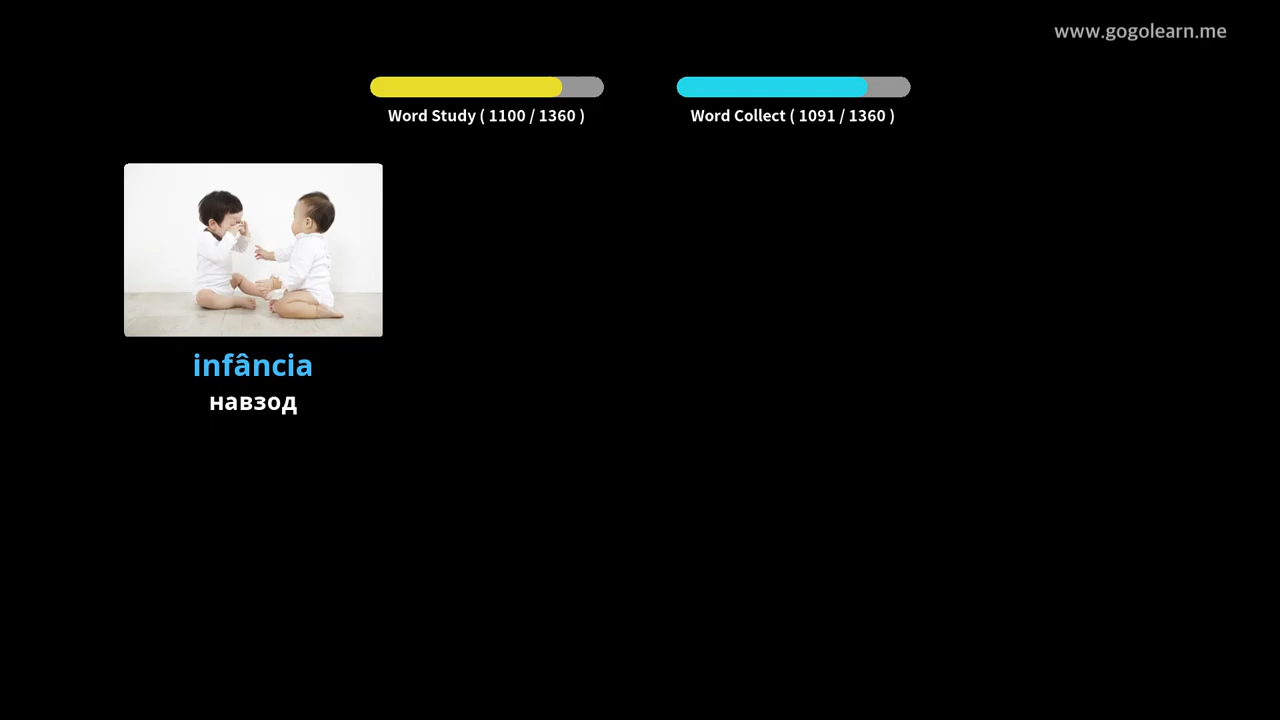 www.gogolearn.me
Word Study ( 1100 / 1360 )
Word Collect ( 1091 / 1360 )
infância
навзод